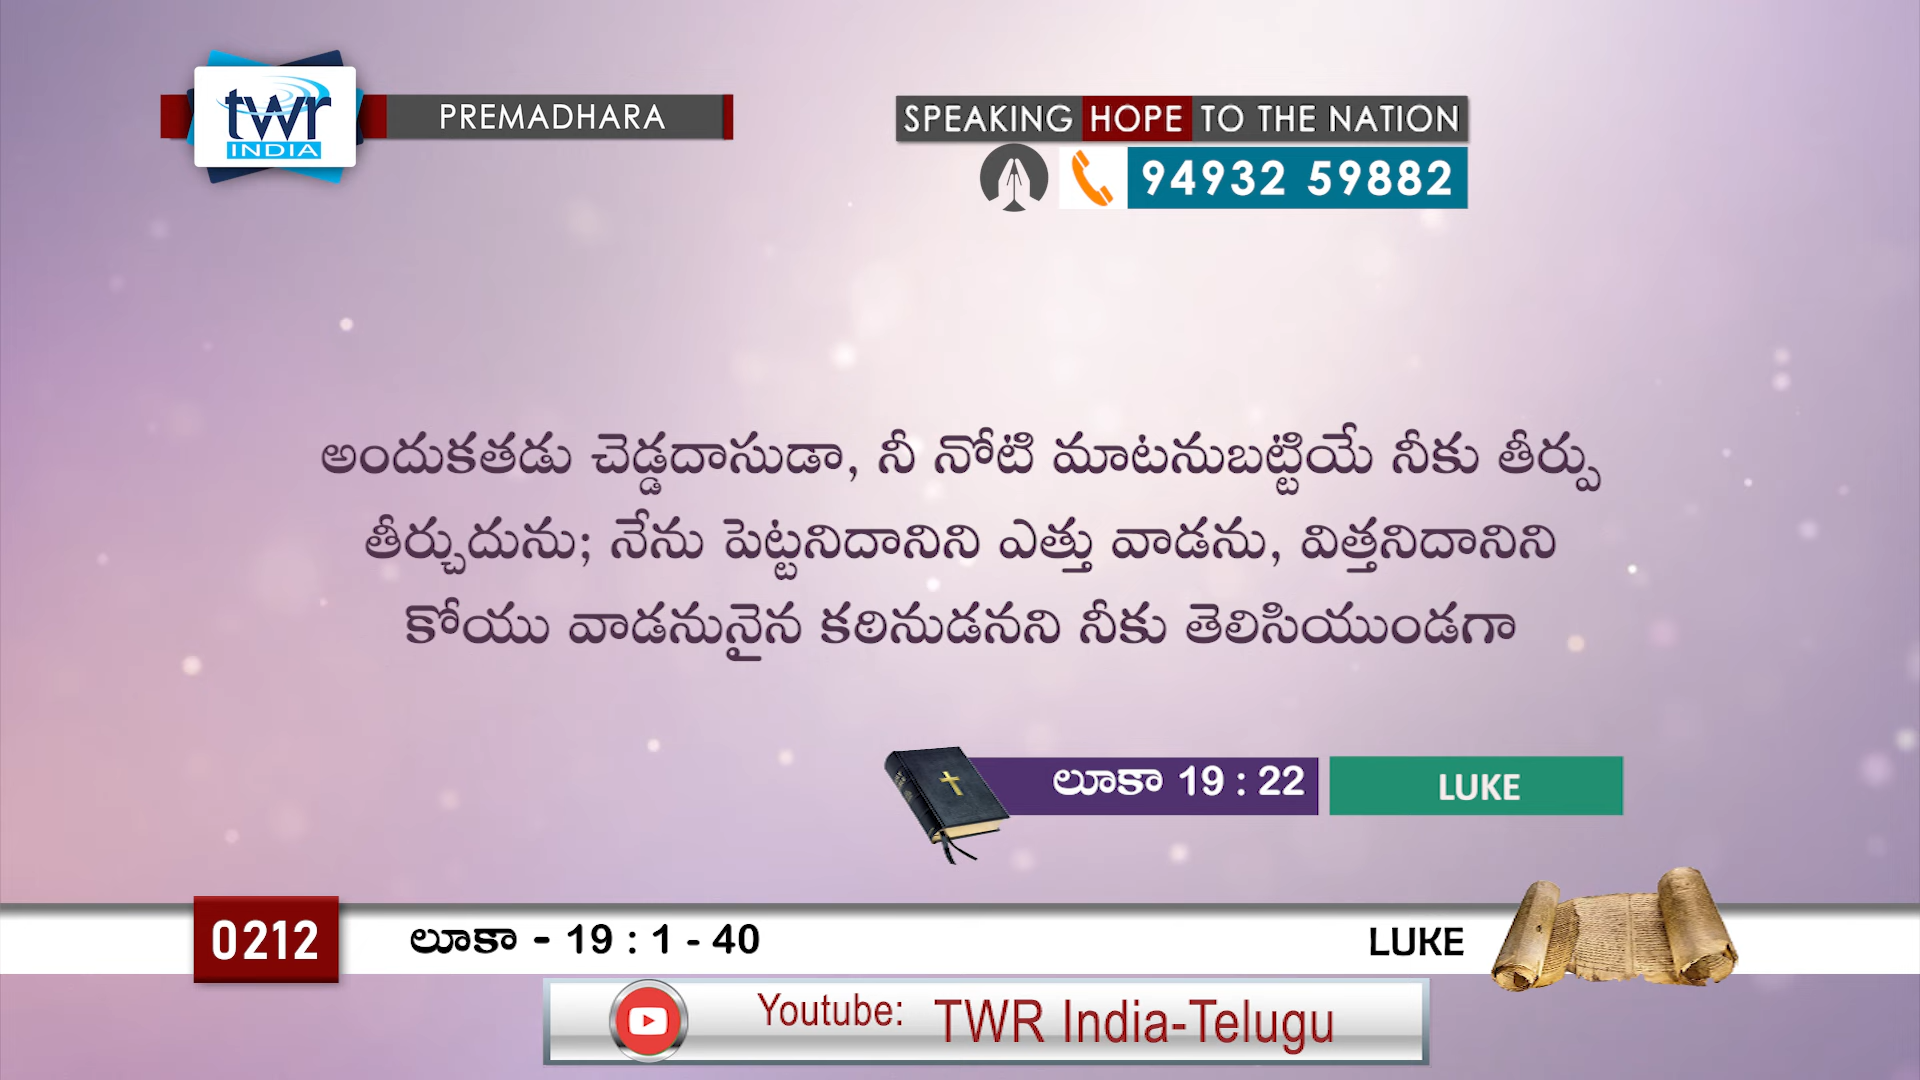 twr
INDIA
PREMADHARA
SPEAKING HOPE TO THE NATION
94932 59882
అందుకతడు చెడ్డదాసుడా, నీ నోటి మాటనుబట్టియే నీకు తీర్పు
తీర్చుదును; నేను పెట్టనిదానిని ఎత్తు వాడను, విత్తనిదానిని
కోయు వాడనునైన కఠినుడనని నీకు తెలిసియుండగా
లూకా 19 : 22
LUKE
0212
లూకా - 19 : 1 - 40
LUKE
Youtube: TWR India-Telugu